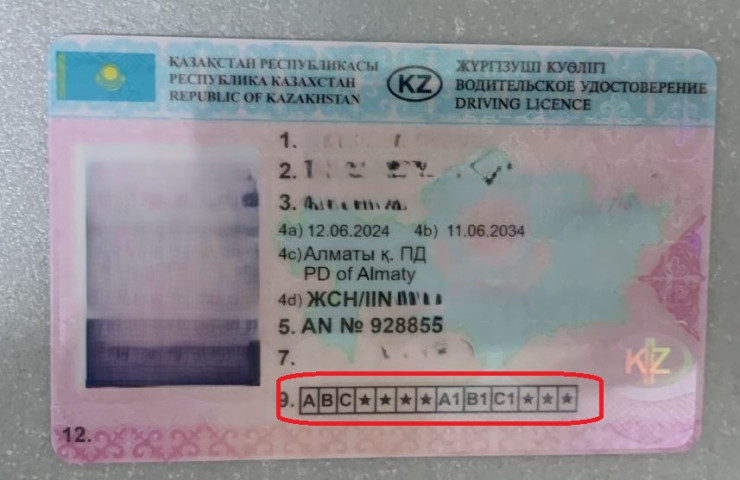 ҚАЗАҚСТАН РЕСПУБЛИКАСЫ
РЕСПУБЛИКА КАЗАХСТАН
REPUBLIC OF KAZAKHSTAN
KZ
ЖҮРГІЗУШІ КУӘЛІГІ
ВОДИТЕЛЬСКОЕ УДОСТОВЕРЕНИЕ
DRIVING LICENCE
1.
2.
3.
4a) 12.06.2024 4b) 11.06.2034
4c) Алматы қ. ПД
PD of Almaty
4d) ЖСН/IIN
5. AN № 928855
7.
KZ
9. A B C ★ ★ ★ ★ A1 B1 C1 ★ ★ ★
12.